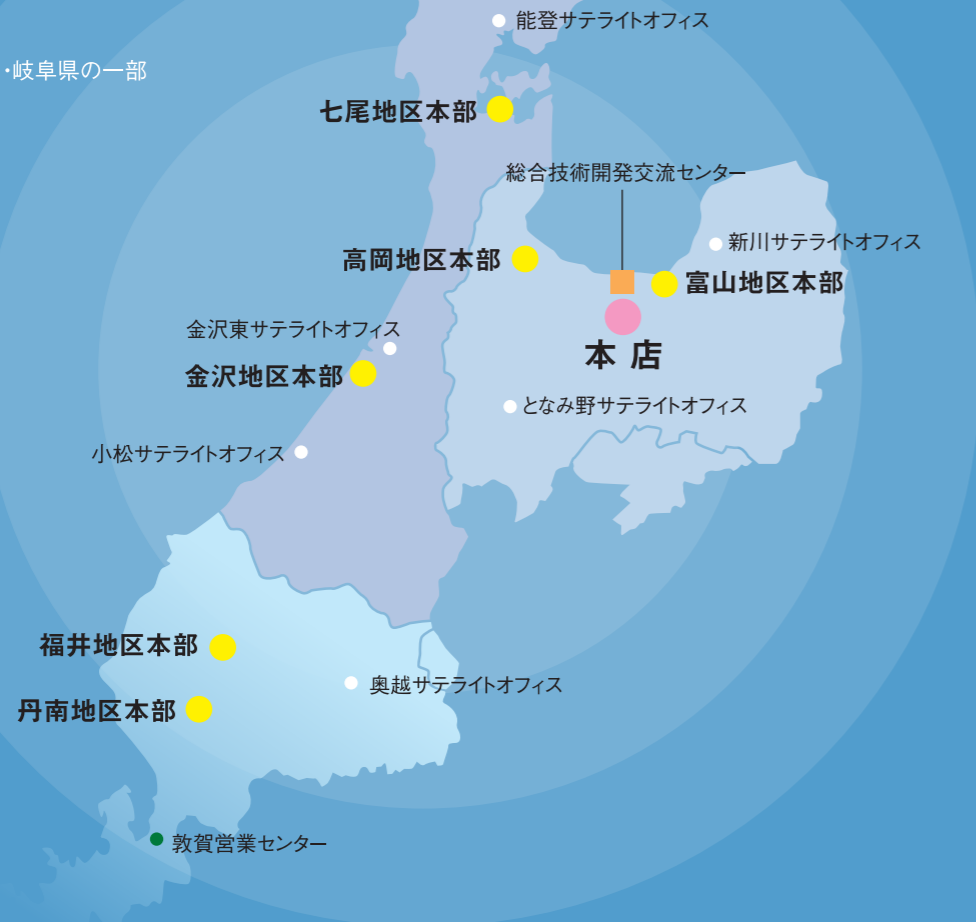 能登サテライトオフィス
・岐阜県の一部
七尾地区本部
総合技術開発交流センター
新川サテライトオフィス
高岡地区本部
富山地区本部
金沢東サテライトオフィス
本店
金沢地区本部
となみ野サテライトオフィス
小松サテライトオフィス
福井地区本部
奥越サテライトオフィス
丹南地区本部
敦賀営業センター